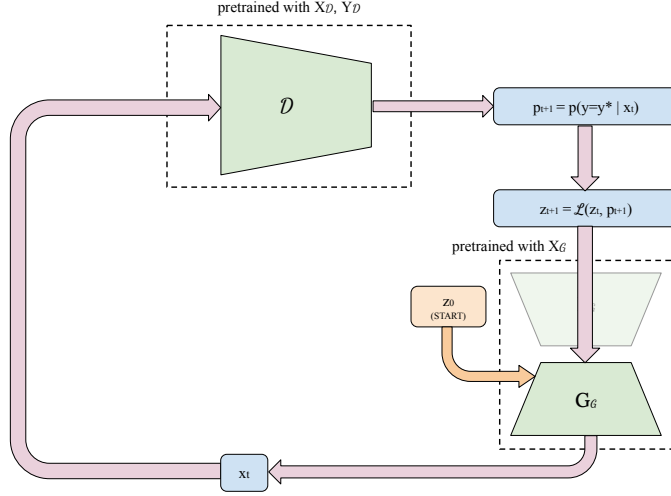 pretrained with X𝒟, Y𝒟
𝒟
pt+1 = p(y=y* | xt)
zt+1 = ℒ(zt, pt+1)
pretrained with X𝒢
z0
(START)
G𝒢
xt